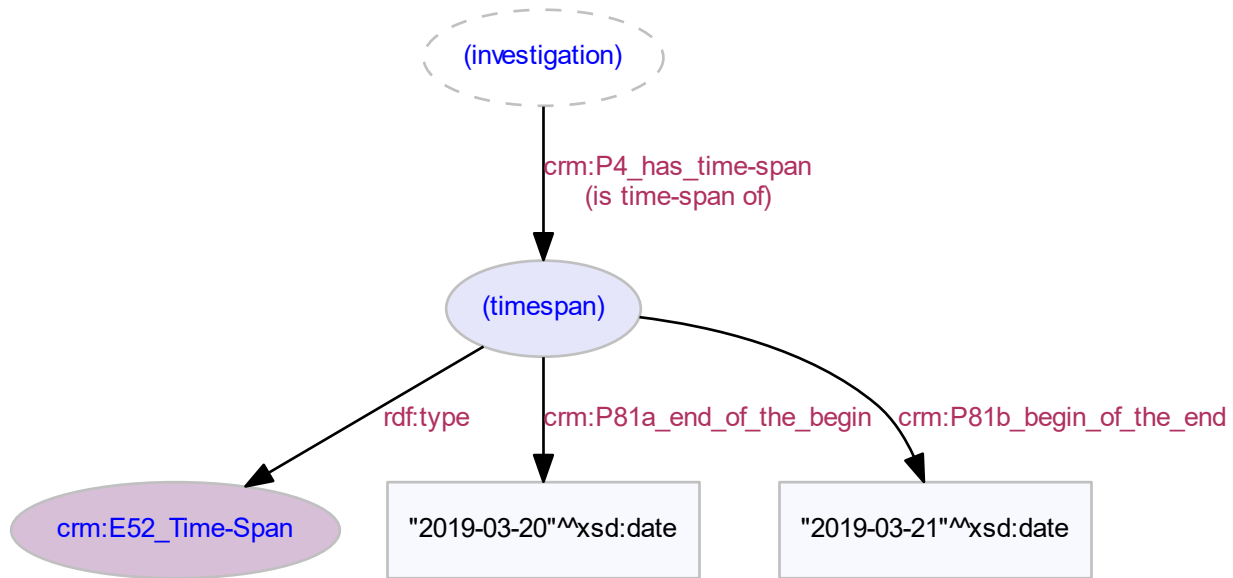 (investigation)
crm:P4_has_time-span
(is time-span of)
(timespan)
rdf:type
crm:P81a_end_of_the_begin
crm:P81b_begin_of_the_end
crm:E52_Time-Span
"2019-03-20"^^xsd:date
"2019-03-21"^^xsd:date